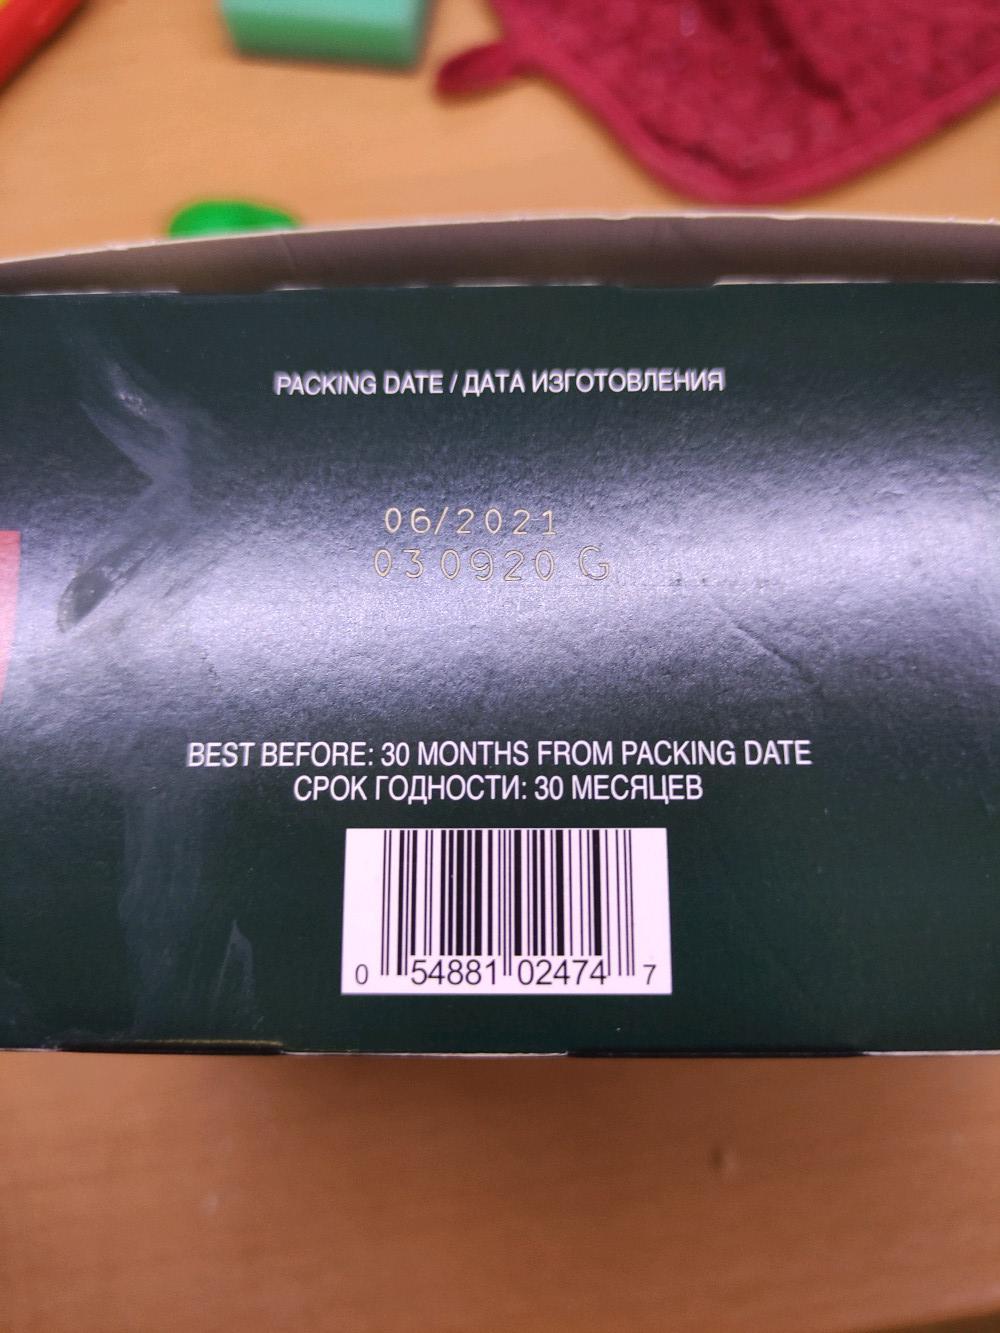 PACKING DATE / ДАТА ИЗГОТОВЛЕНИЯ
06/2021
030920 G
BEST BEFORE: 30 MONTHS FROM PACKING DATE
СРОК ГОДНОСТИ: 30 МЕСЯЦЕВ
0 54881 02474 7